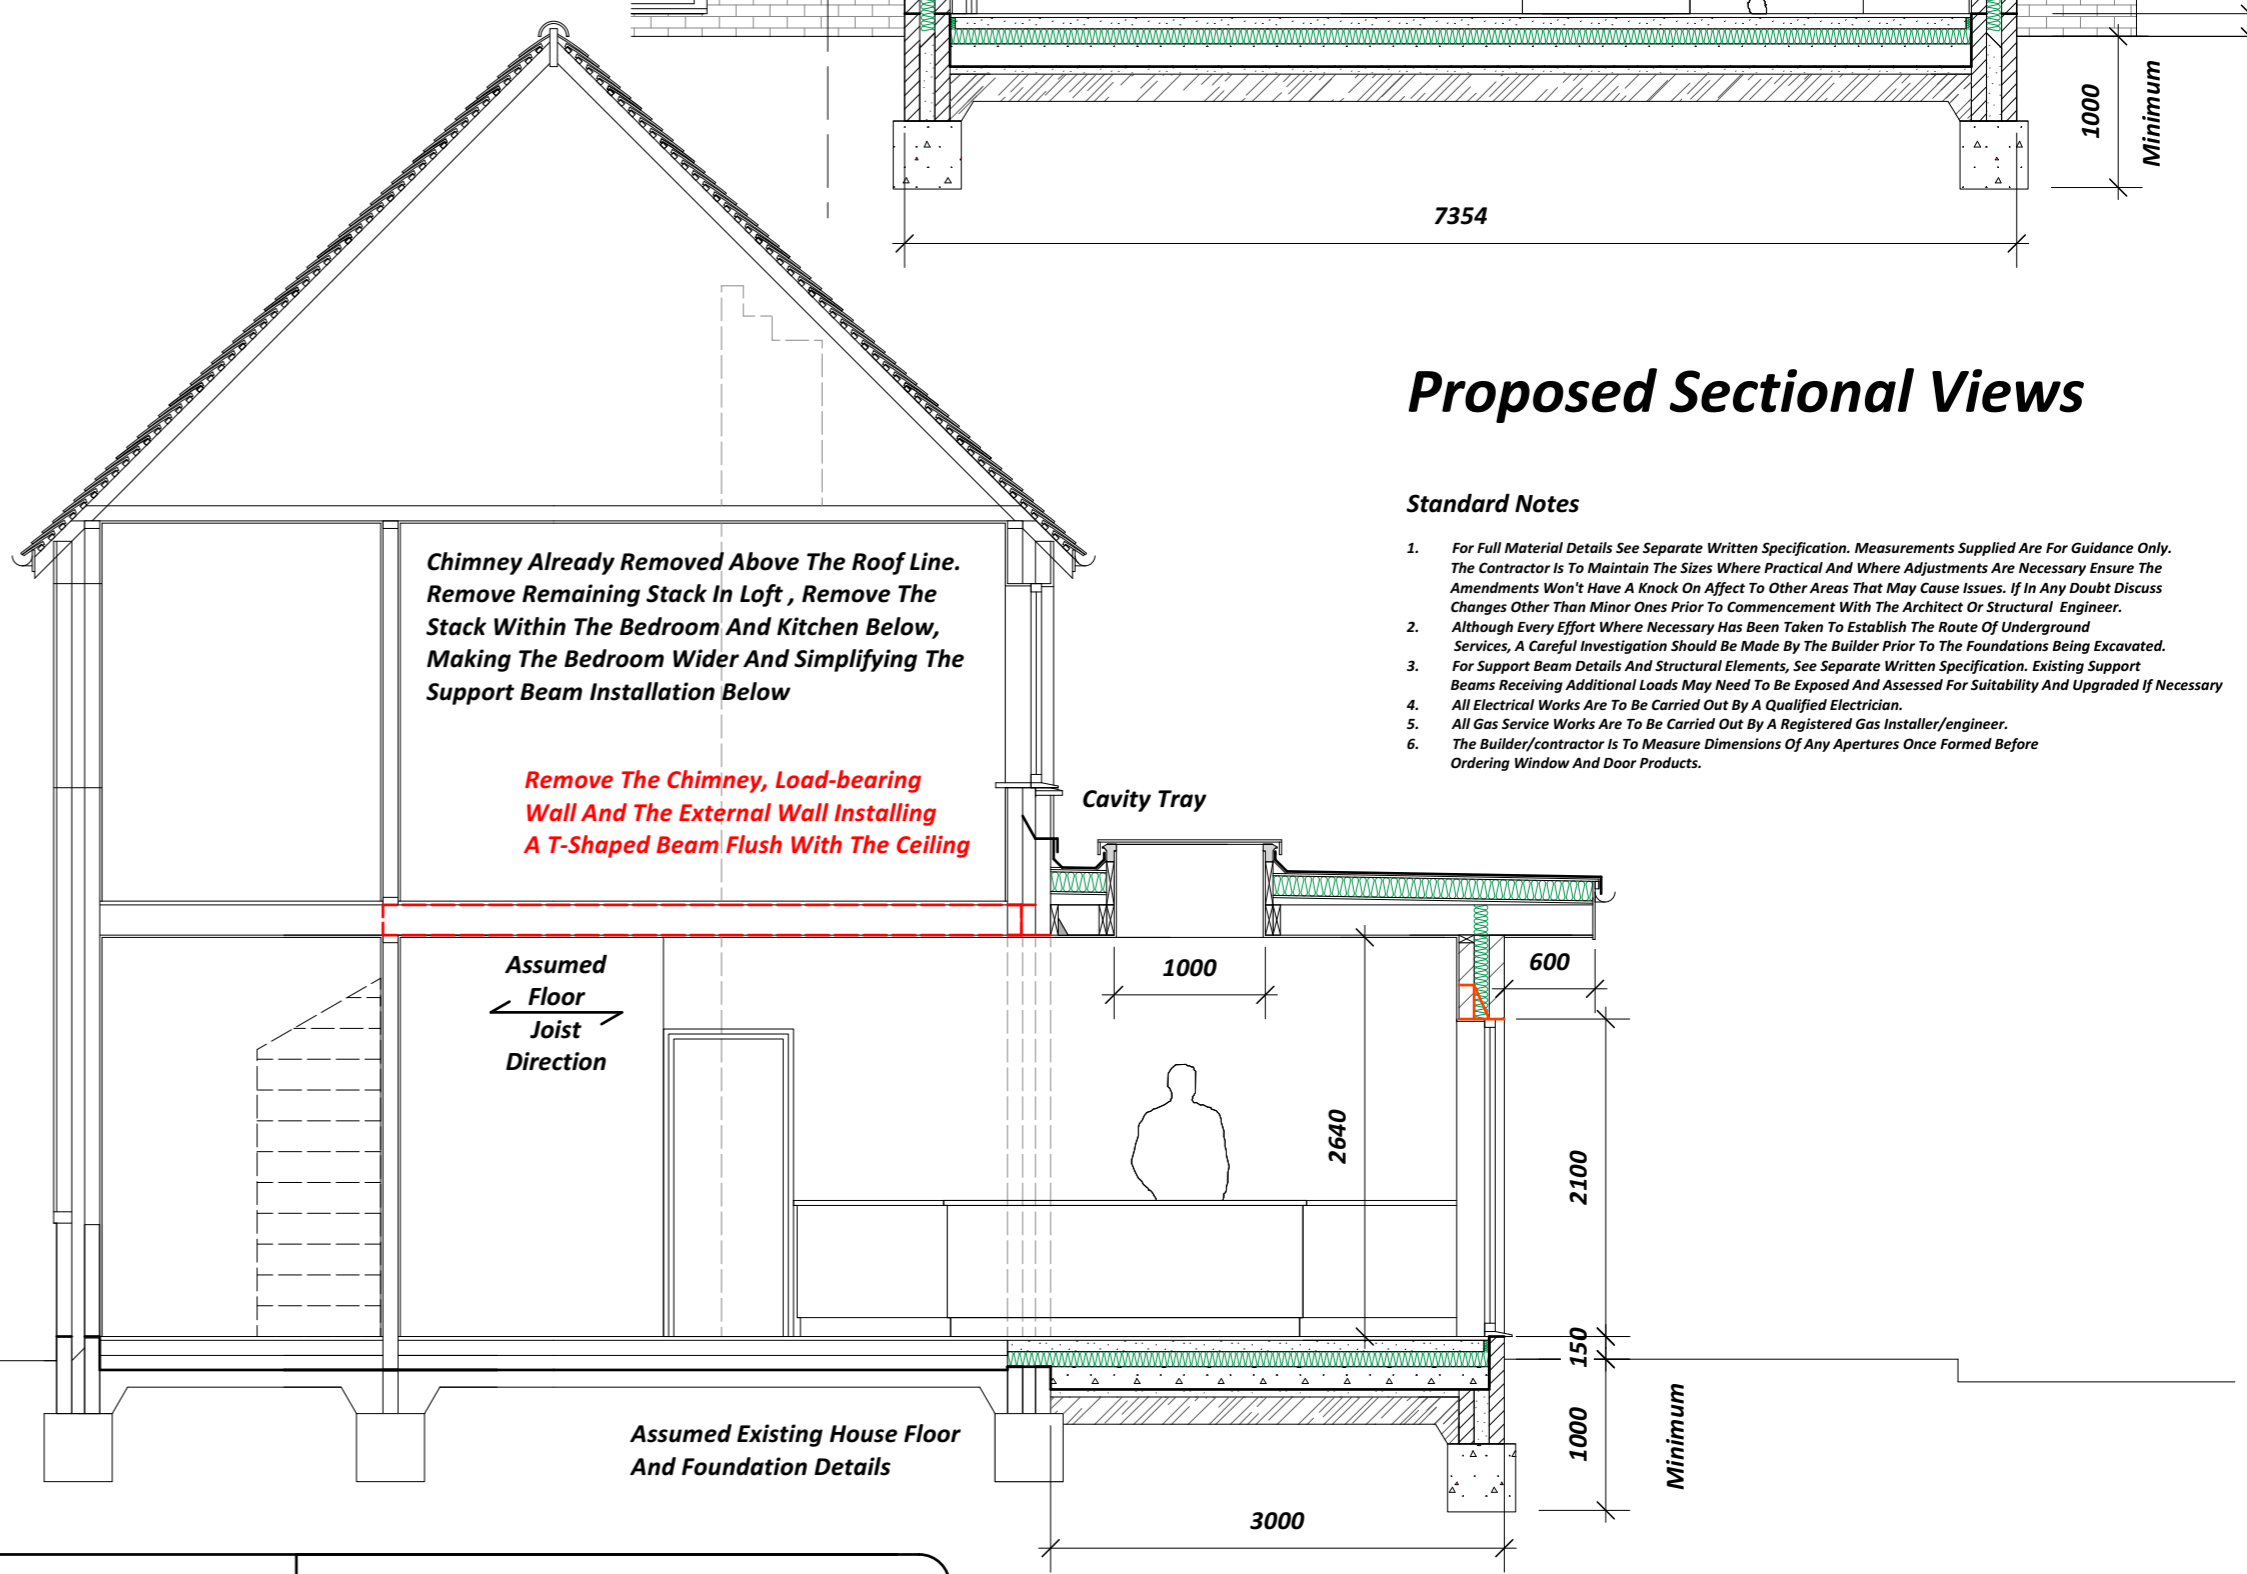 1000
Minimum
7354
Proposed Sectional Views
Standard Notes
1. For Full Material Details See Separate Written Specification. Measurements Supplied Are For Guidance Only.
The Contractor Is To Maintain The Sizes Where Practical And Where Adjustments Are Necessary Ensure The
Amendments Won't Have A Knock On Affect To Other Areas That May Cause Issues. If In Any Doubt Discuss
Changes Other Than Minor Ones Prior To Commencement With The Architect Or Structural Engineer.
2. Although Every Effort Where Necessary Has Been Taken To Establish The Route Of Underground
Services, A Careful Investigation Should Be Made By The Builder Prior To The Foundations Being Excavated.
3. For Support Beam Details And Structural Elements, See Separate Written Specification. Existing Support
Beams Receiving Additional Loads May Need To Be Exposed And Assessed For Suitability And Upgraded If Necessary
4. All Electrical Works Are To Be Carried Out By A Qualified Electrician.
5. All Gas Service Works Are To Be Carried Out By A Registered Gas Installer/engineer.
6. The Builder/contractor Is To Measure Dimensions Of Any Apertures Once Formed Before
Ordering Window And Door Products.
Chimney Already Removed Above The Roof Line.
Remove Remaining Stack In Loft , Remove The
Stack Within The Bedroom And Kitchen Below,
Making The Bedroom Wider And Simplifying The
Support Beam Installation Below
Remove The Chimney, Load-bearing
Wall And The External Wall Installing
A T-Shaped Beam Flush With The Ceiling
Cavity Tray
Assumed
Floor
Joist
Direction
1000
600
2640
2100
150
1000
Minimum
Assumed Existing House Floor
And Foundation Details
3000